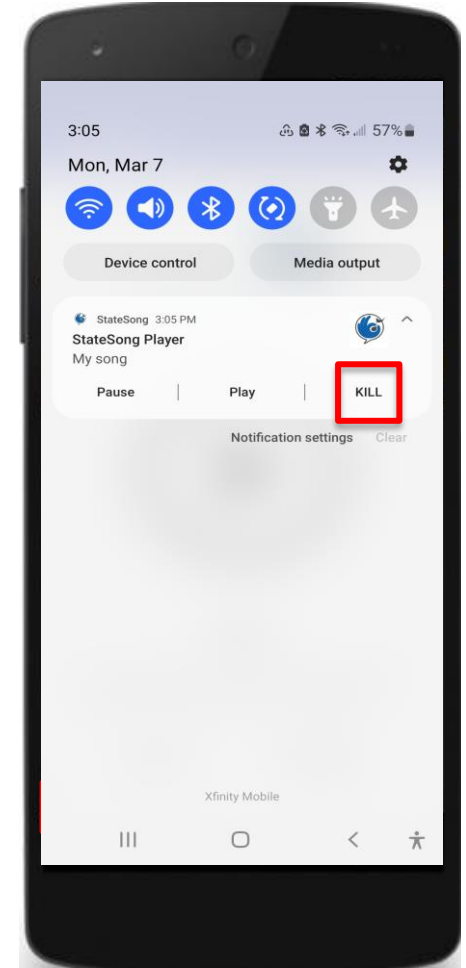 3:05 57%
Mon, Mar 7
Device control Media output
StateSong 3:05 PM
StateSong Player
My song
Pause | Play | KILL
Notification settings Clear
Xfinity Mobile